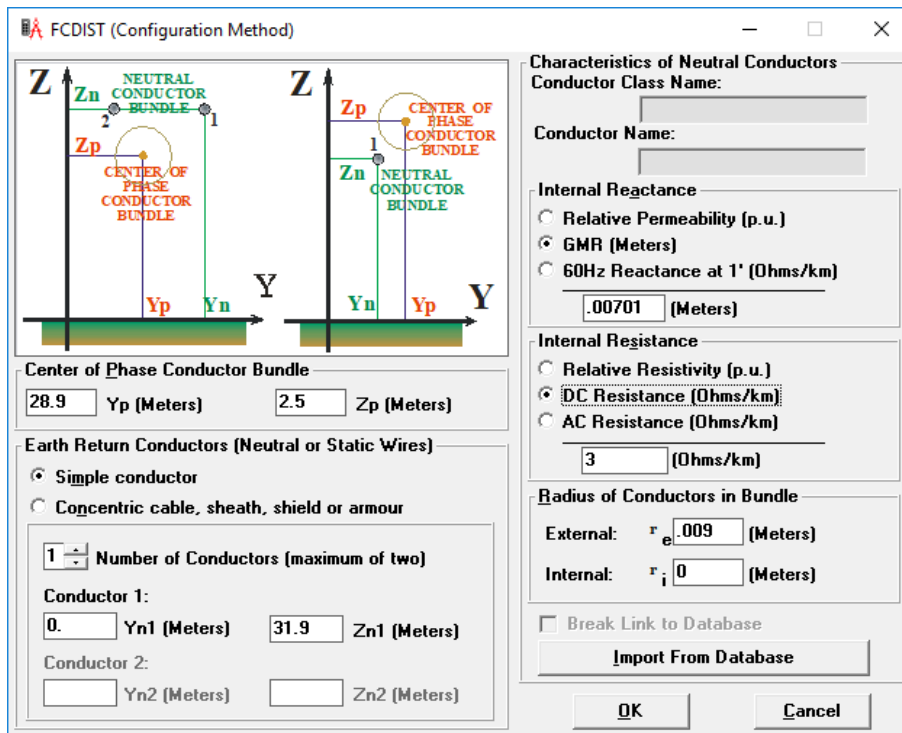 FCDIST (Configuration Method)
Z
Zn
NEUTRAL
CONDUCTOR
BUNDLE
2
1
Zp
CENTER OF
PHASE
CONDUCTOR
BUNDLE
Y
Yp
Yn
Z
Zp
CENTER OF
PHASE
CONDUCTOR
BUNDLE
1
Zn
NEUTRAL
CONDUCTOR
BUNDLE
Yn
Yp
Y
Center of Phase Conductor Bundle
28.9 Yp (Meters) 2.5 Zp (Meters)
Earth Return Conductors (Neutral or Static Wires)
Simple conductor
Concentric cable, sheath, shield or armour
1 Number of Conductors (maximum of two)
Conductor 1:
0. Yn1 (Meters) 31.9 Zn1 (Meters)
Conductor 2:
Yn2 (Meters) Zn2 (Meters)
Characteristics of Neutral Conductors
Conductor Class Name:
Conductor Name:
Internal Reactance
Relative Permeability (p.u.)
GMR (Meters)
60Hz Reactance at 1' (Ohms/km)
.00701 (Meters)
Internal Resistance
Relative Resistivity (p.u.)
DC Resistance (Ohms/km)
AC Resistance (Ohms/km)
3 (Ohms/km)
Radius of Conductors in Bundle
External: r e .009 (Meters)
Internal: r i 0 (Meters)
Break Link to Database
Import From Database
OK Cancel